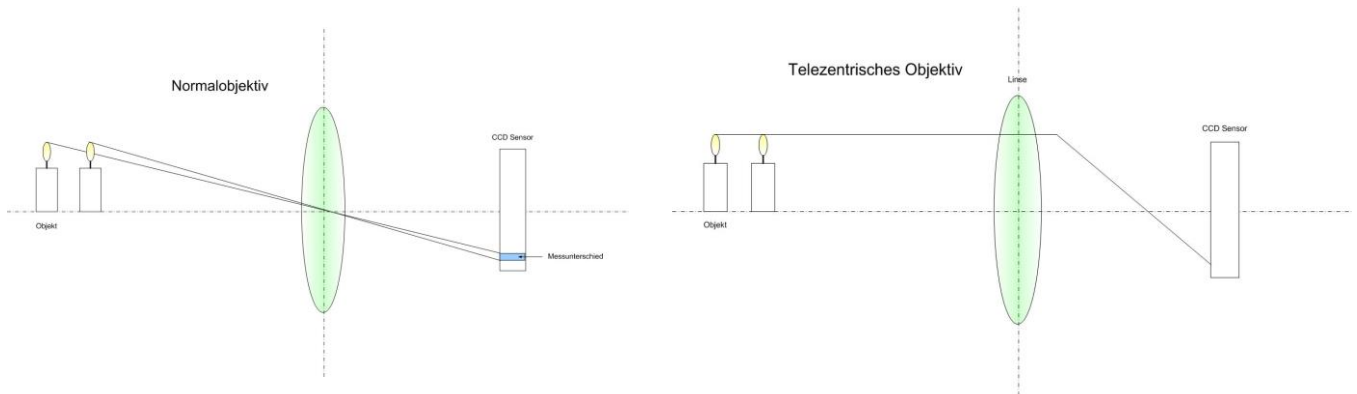 Normalobjektiv
CCD Sensor
Objekt
Messunterschied
Telezentrisches Objektiv
Linse
CCD Sensor
Objekt